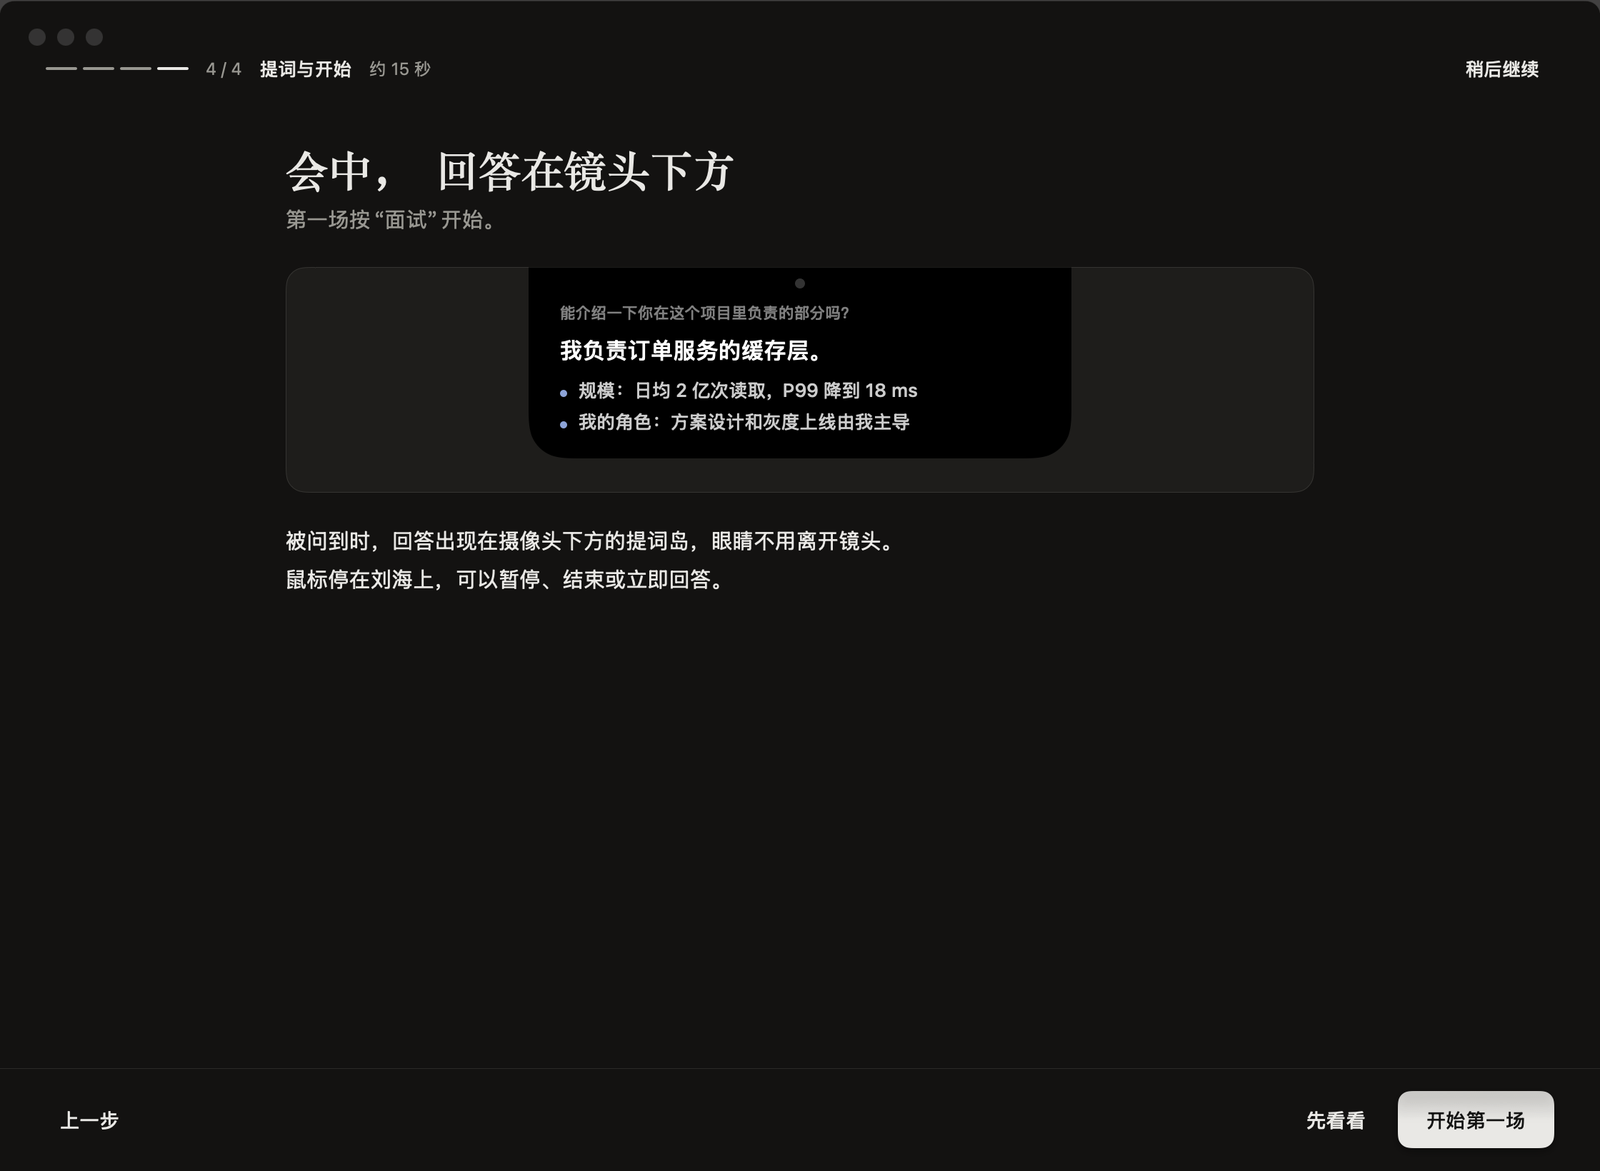 4 / 4 提词与开始 约 15 秒
稍后继续
会中， 回答在镜头下方
第一场按“面试”开始。
能介绍一下你在这个项目里负责的部分吗？
我负责订单服务的缓存层。
• 规模：日均 2 亿次读取，P99 降到 18 ms
• 我的角色：方案设计和灰度上线由我主导
被问到时，回答出现在摄像头下方的提词岛，眼睛不用离开镜头。
鼠标停在刘海上，可以暂停、结束或立即回答。
上一步
先看看
开始第一场